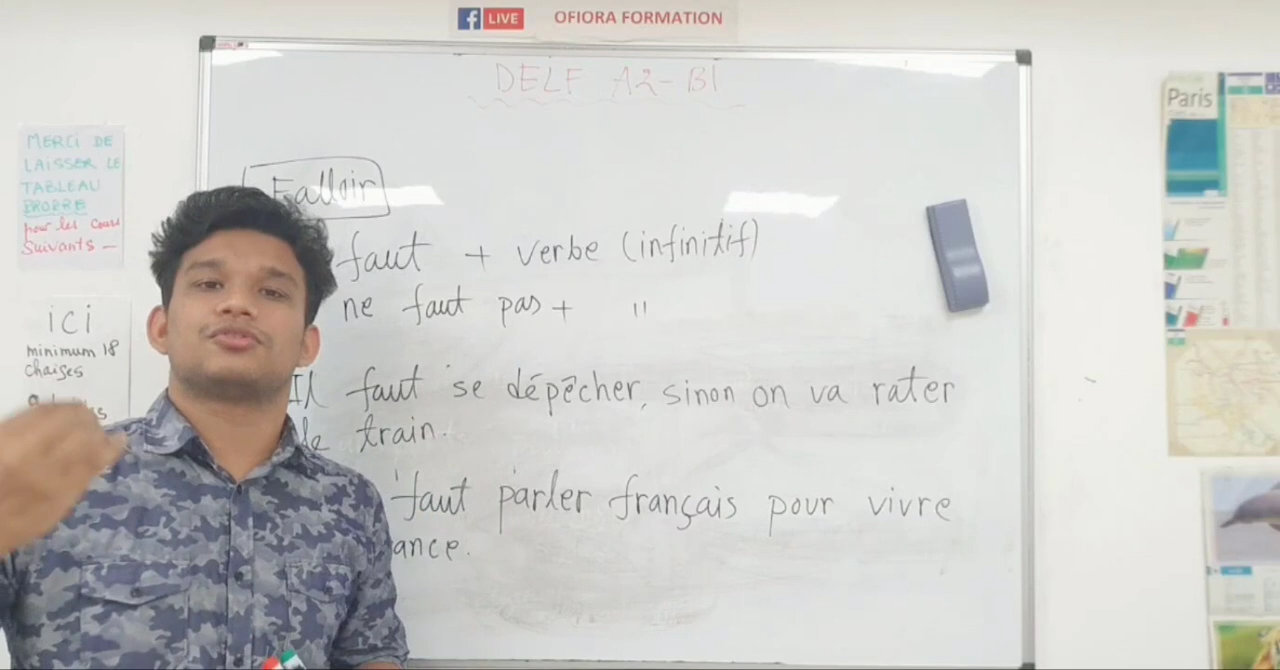 LIVE OFIORA FORMATION
DELF A2-B1
MERCi DE
LAiSSER LE
TABLEAU
PROPRE
pour les cours
Suivants —
Falloir
faut + verbe (infinitif)
ne faut pas + "
ici
minimum 18
chaises
Il faut se dépêcher, sinon on va rater
le train.
faut parler français pour vivre
ance.
Paris